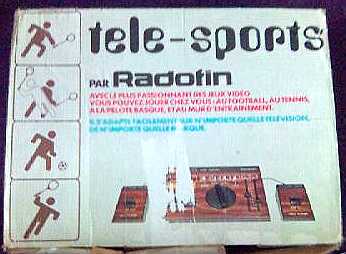 tele-sports
PAR Radofin
AVEC LE PLUS PASSIONNANT DES JEUX VIDEO
VOUS POUVEZ JOUER CHEZ VOUS: AU FOOTBALL, AU TENNIS,
A LA PELOTE BASQUE, ET AU MUR D'ENTRAINEMENT.
IL S'ADAPTE FACILEMENT SUR N'IMPORTE QUELLE TELEVISION,
DE N'IMPORTE QUELLE RQUE.